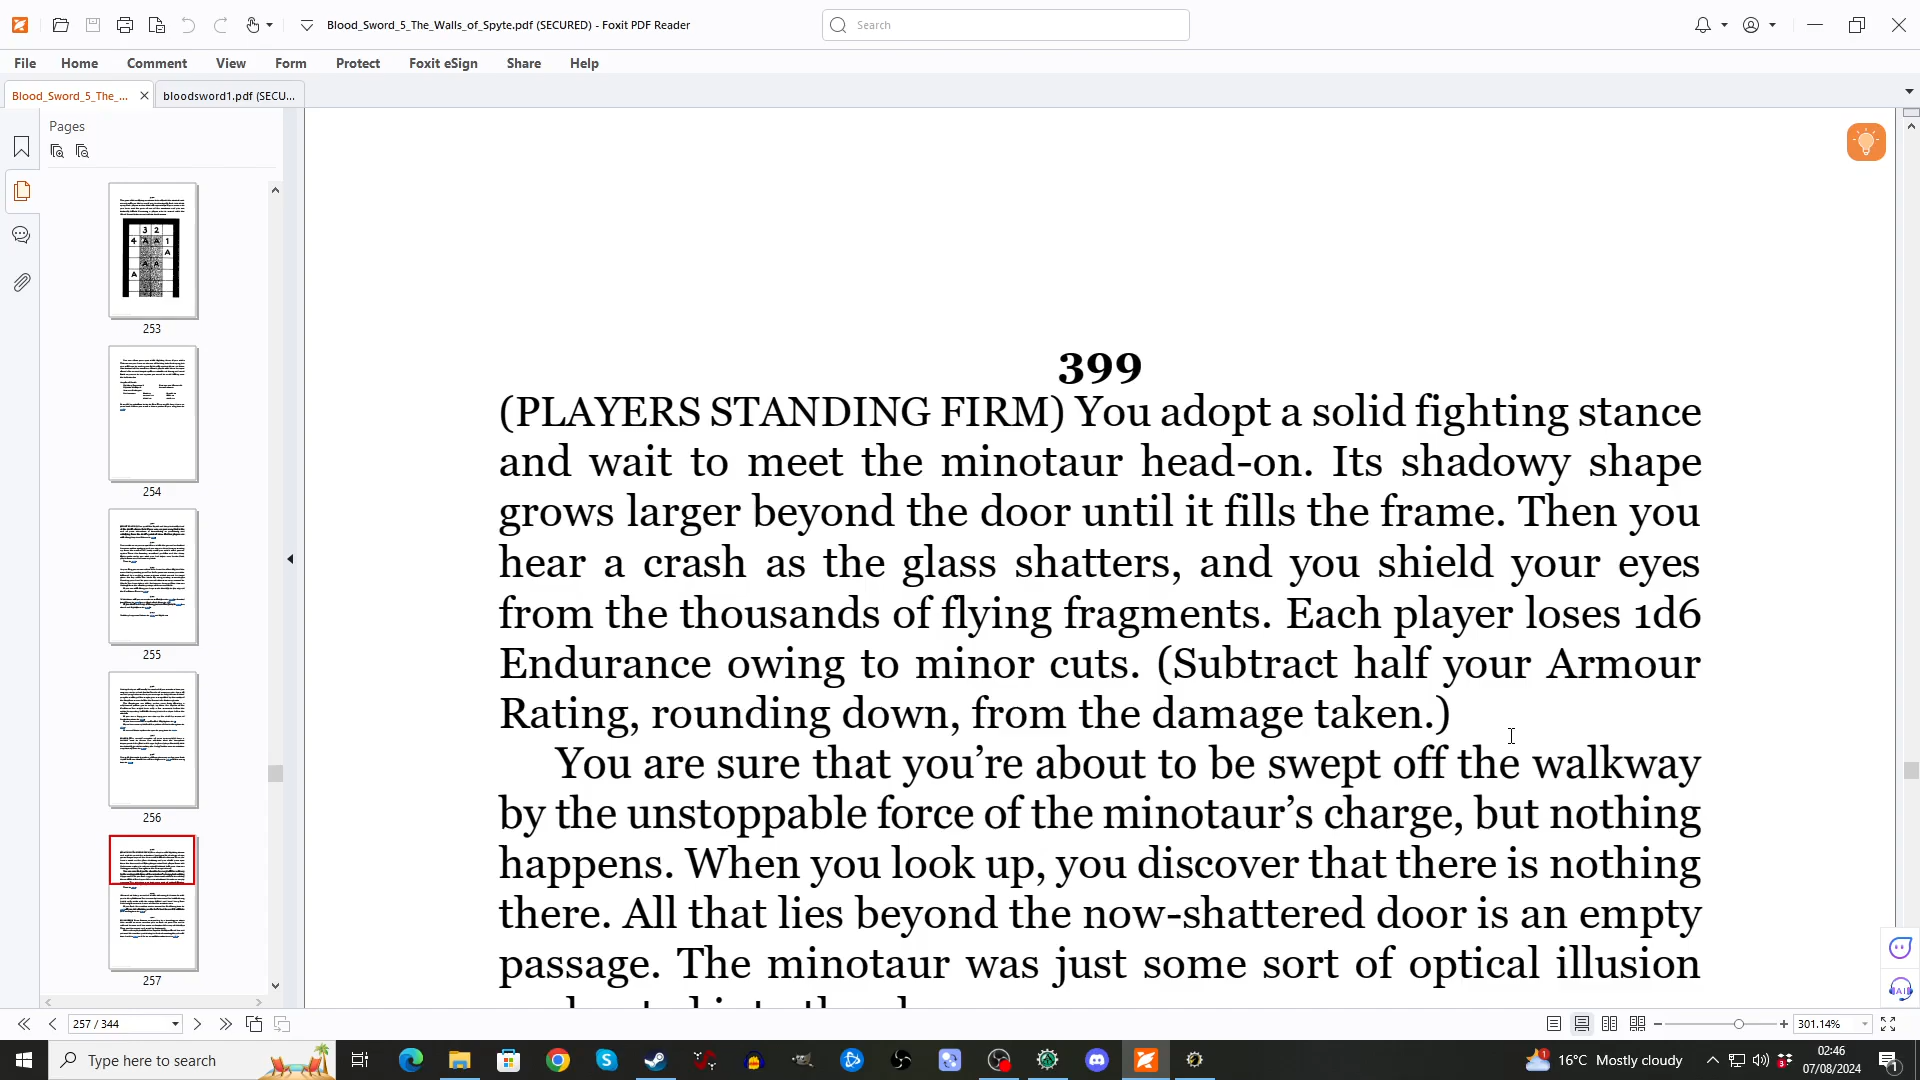 Blood_Sword_5_The_Walls_of_Spyte.pdf (SECURED) - Foxit PDF Reader
Search
File Home Comment View Form Protect Foxit eSign Share Help
Blood_Sword_5_The_...
bloodsword1.pdf (SECU...
Pages
253
254
255
256
257
399
(PLAYERS STANDING FIRM) You adopt a solid fighting stance
and wait to meet the minotaur head-on. Its shadowy shape
grows larger beyond the door until it fills the frame. Then you
hear a crash as the glass shatters, and you shield your eyes
from the thousands of flying fragments. Each player loses 1d6
Endurance owing to minor cuts. (Subtract half your Armour
Rating, rounding down, from the damage taken.)
You are sure that you’re about to be swept off the walkway
by the unstoppable force of the minotaur’s charge, but nothing
happens. When you look up, you discover that there is nothing
there. All that lies beyond the now-shattered door is an empty
passage. The minotaur was just some sort of optical illusion
257 / 344
301.14%
Type here to search
16°C Mostly cloudy
02:46
07/08/2024